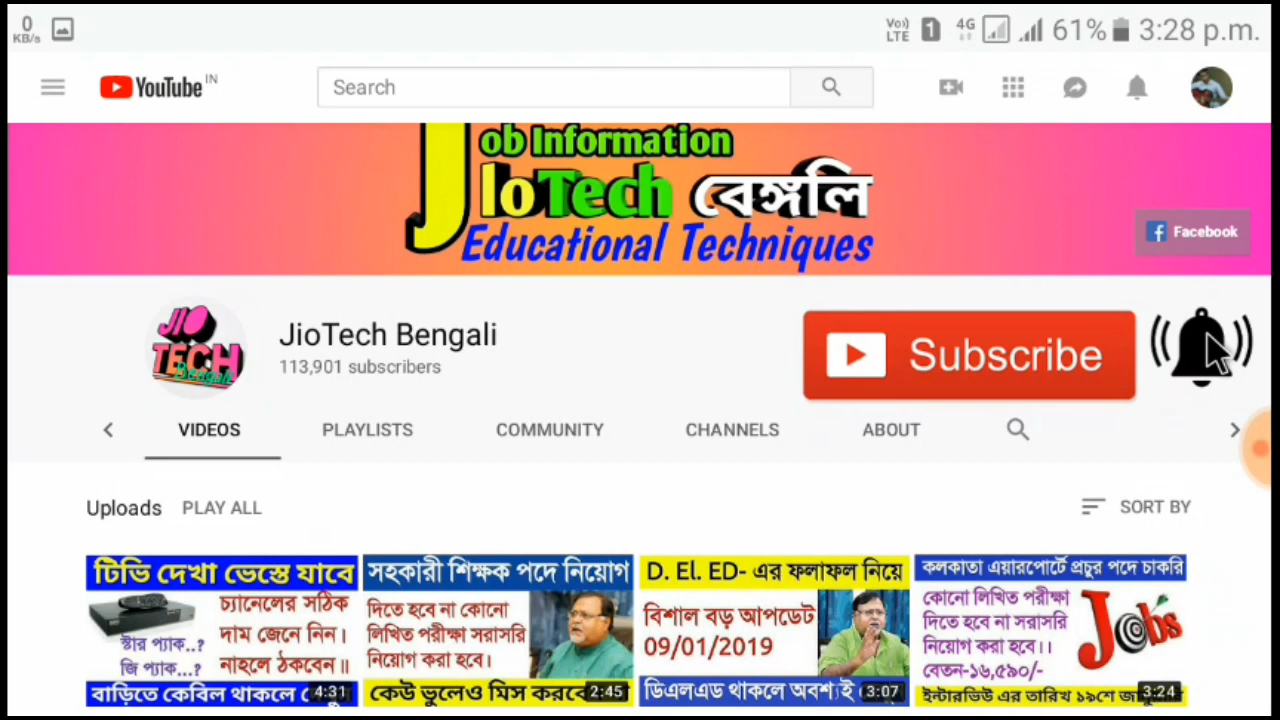 0
KB/s
Vo))
LTE
1
4G
61%
3:28 p.m.
YouTube IN
Search
Job Information
JioTech বেঙ্গলি
Educational Techniques
Facebook
JIO
TECH
Bengali
JioTech Bengali
113,901 subscribers
Subscribe
VIDEOS PLAYLISTS COMMUNITY CHANNELS ABOUT
Uploads PLAY ALL
SORT BY
টিভি দেখা ভেস্তে যাবে
চ্যানেলের সঠিক
দাম জেনে নিন।
নাহলে ঠকবেন॥
স্টার প্যাক..?
জি প্যাক...?
বাড়িতে কেবিল থাকলে
4:31
সহকারী শিক্ষক পদে নিয়োগ
দিতে হবে না কোনো
লিখিত পরীক্ষা সরাসরি
নিয়োগ করা হবে।
কেউ ভুলেও মিস করবেন
2:45
D. El. ED- এর ফলাফল নিয়ে
বিশাল বড় আপডেট
09/01/2019
ডিএলএড থাকলে অবশ্যই
3:07
কলকাতা এয়ারপোর্টে প্রচুর পদে চাকরি
কোনো লিখিত পরীক্ষা
দিতে হবে না সরাসরি
নিয়োগ করা হবে।।
বেতন-১৬,৫৯০/-
Jobs
ইন্টারভিউ এর তারিখ ১৯শে
3:24